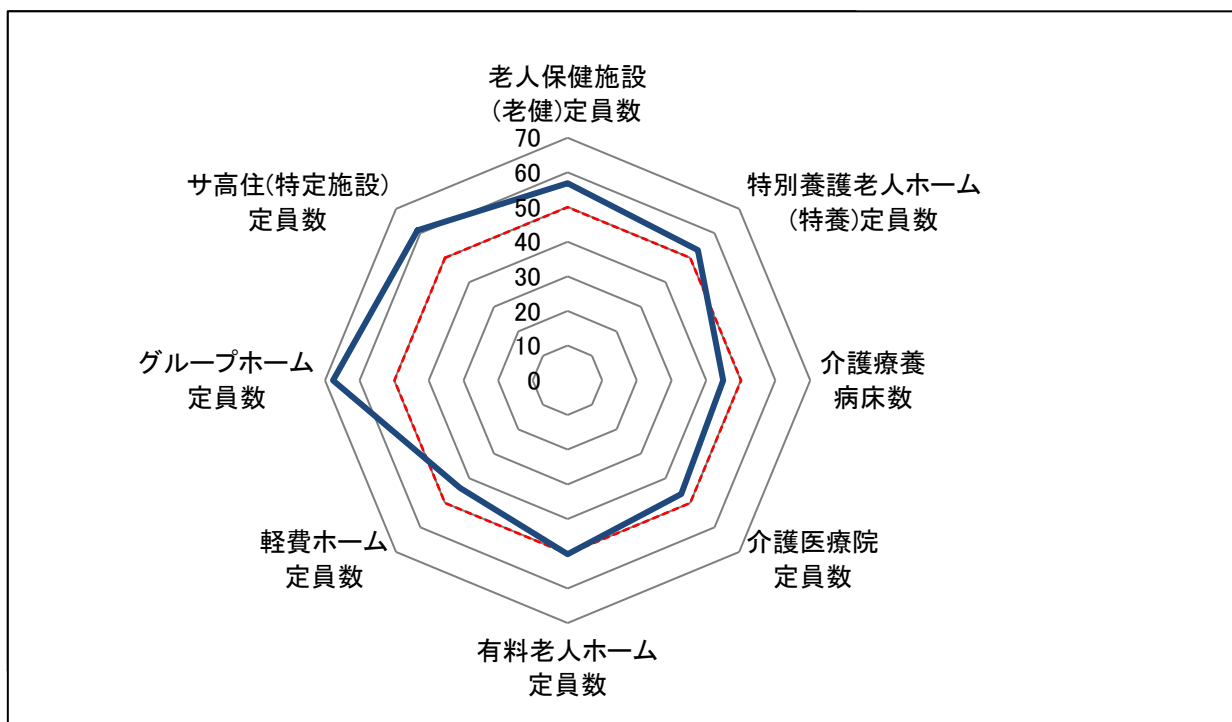 老人保健施設
(老健)定員数
特別養護老人ホーム
(特養)定員数
介護療養
病床数
介護医療院
定員数
有料老人ホーム
定員数
軽費ホーム
定員数
グループホーム
定員数
サ高住(特定施設)
定員数
70
60
50
40
30
20
10
0